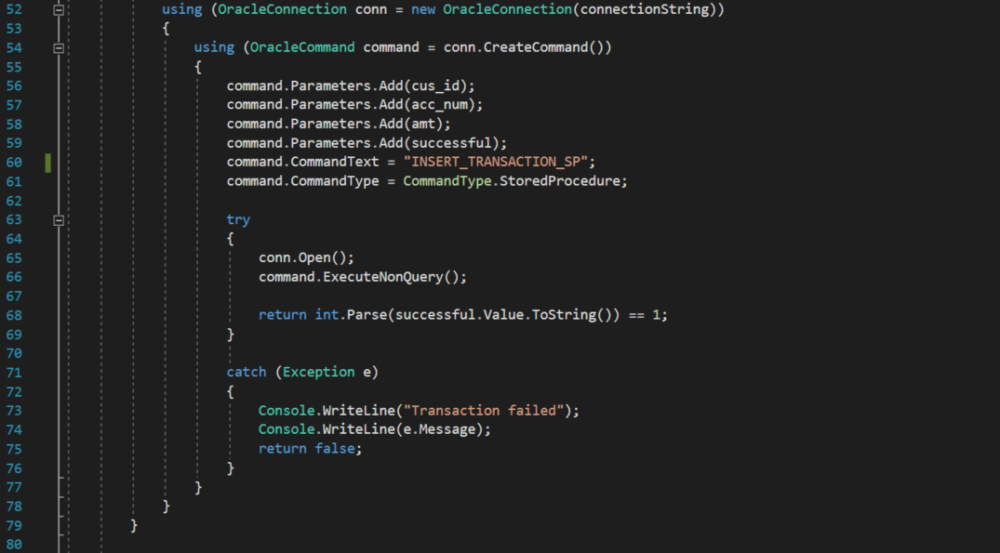 52 using (OracleConnection conn = new OracleConnection(connectionString))
53 {
54 using (OracleCommand command = conn.CreateCommand())
55 {
56 command.Parameters.Add(cus_id);
57 command.Parameters.Add(acc_num);
58 command.Parameters.Add(amt);
59 command.Parameters.Add(successful);
60 command.CommandText = "INSERT_TRANSACTION_SP";
61 command.CommandType = CommandType.StoredProcedure;
62
63 try
64 {
65 conn.Open();
66 command.ExecuteNonQuery();
67
68 return int.Parse(successful.Value.ToString()) == 1;
69 }
70
71 catch (Exception e)
72 {
73 Console.WriteLine("Transaction failed");
74 Console.WriteLine(e.Message);
75 return false;
76 }
77 }
78 }
79 }
80